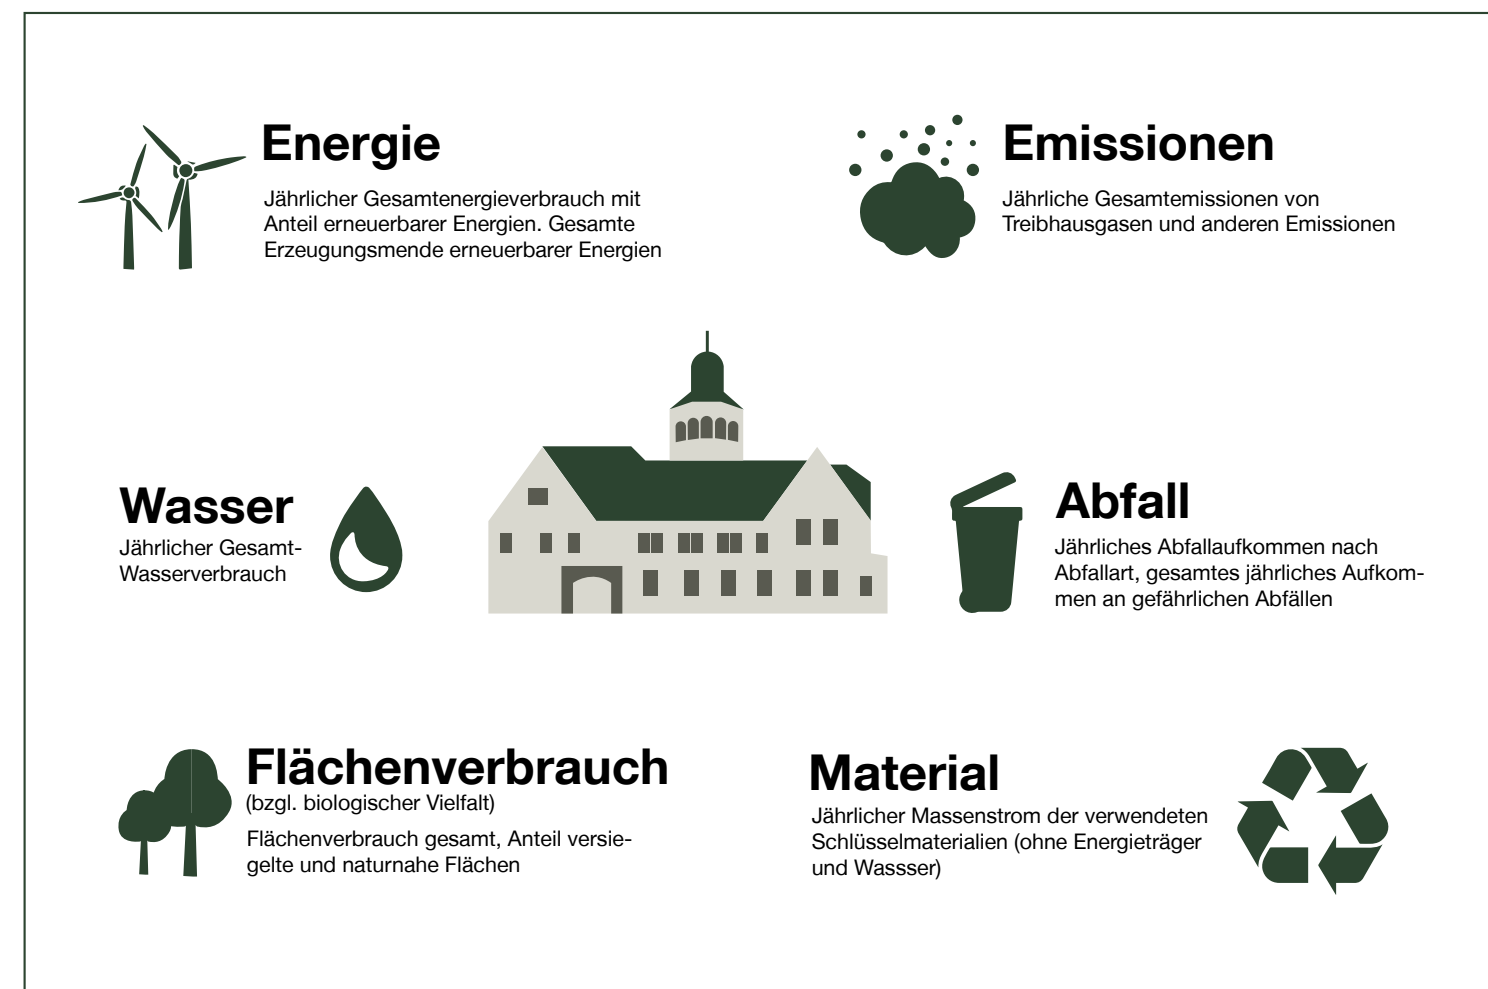 Energie
Jährlicher Gesamtenergieverbrauch mit
Anteil erneuerbarer Energien. Gesamte
Erzeugungsmende erneuerbarer Energien
Emissionen
Jährliche Gesamtemissionen von
Treibhausgasen und anderen Emissionen
Wasser
Jährlicher Gesamt-
Wasserverbrauch
Abfall
Jährliches Abfallaufkommen nach
Abfallart, gesamtes jährliches Aufkom-
men an gefährlichen Abfällen
Flächenverbrauch
(bzgl. biologischer Vielfalt)
Flächenverbrauch gesamt, Anteil versie-
gelte und naturnahe Flächen
Material
Jährlicher Massenstrom der verwendeten
Schlüsselmaterialien (ohne Energieträger
und Wassser)